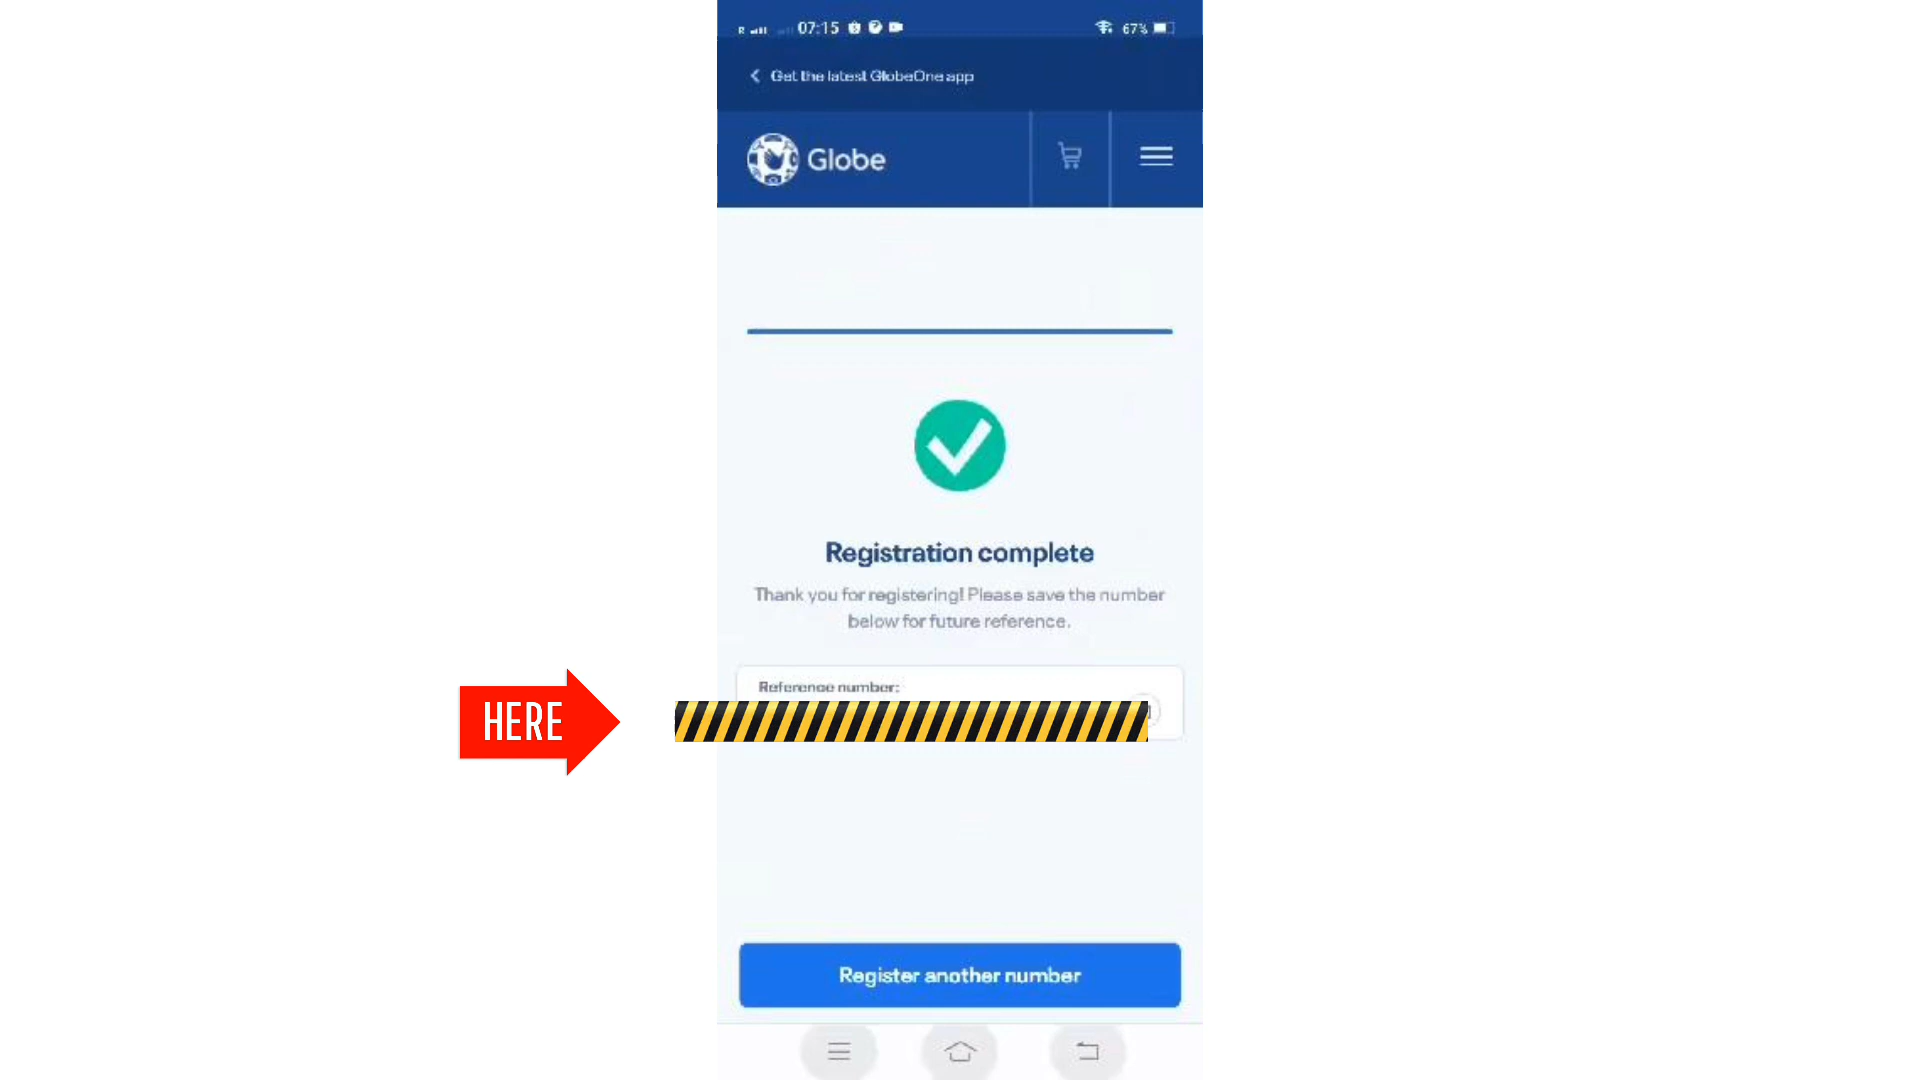 07:15
67%
Get the latest GlobeOne app
Globe
Registration complete
Thank you for registering! Please save the number
below for future reference.
Reference number:
HERE
Register another number